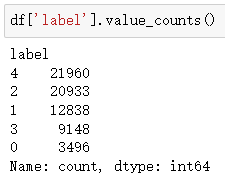 df['label'].value_counts()
label
4    21960
2    20933
1    12838
3     9148
0     3496
Name: count, dtype: int64